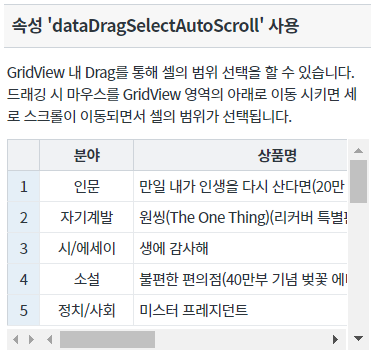 속성 'dataDragSelectAutoScroll' 사용
GridView 내 Drag를 통해 셀의 범위 선택을 할 수 있습니다.
드래깅 시 마우스를 GridView 영역의 아래로 이동 시키면 세
로 스크롤이 이동되면서 셀의 범위가 선택됩니다.
분야 상품명
1 인문 만일 내가 인생을 다시 산다면(20만
2 자기계발 원씽(The One Thing)(리커버 특별
3 시/에세이 생에 감사해
4 소설 불편한 편의점(40만부 기념 벚꽃 에
5 정치/사회 미스터 프레지던트